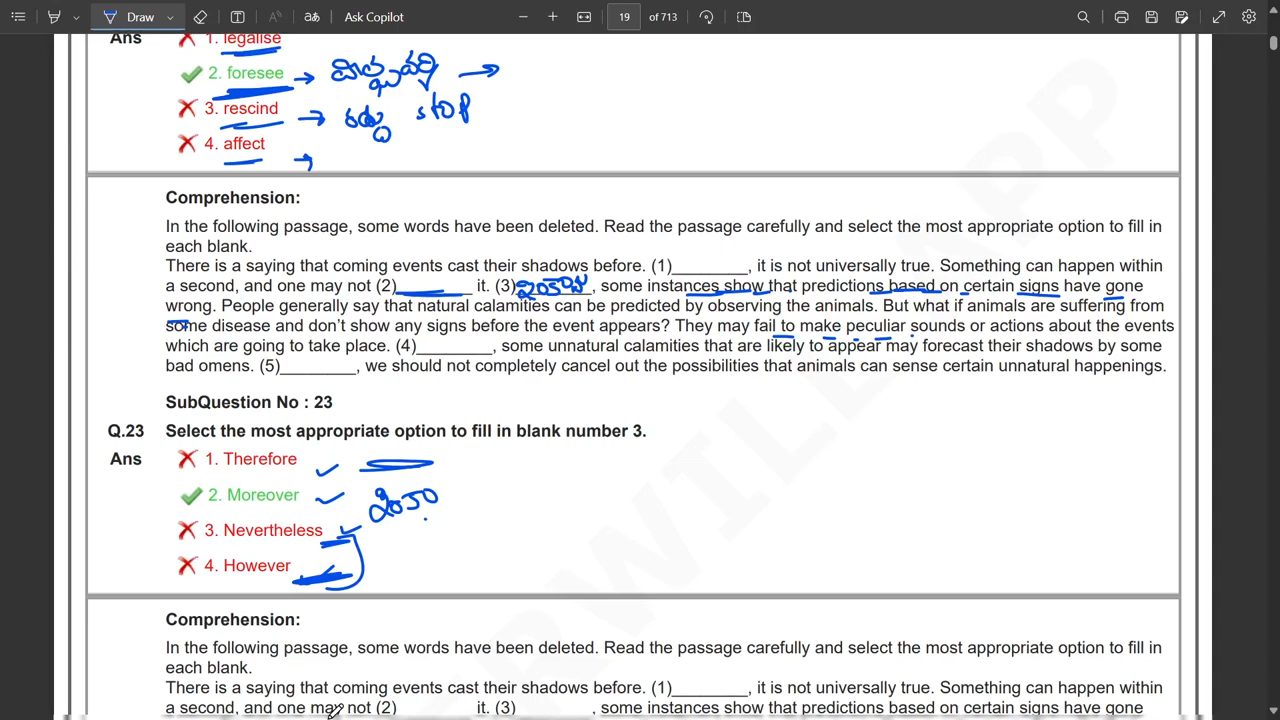 Draw
Ask Copilot
19 of 713
Ans
1. legalise
2. foresee
3. rescind
stop
4. affect
Comprehension:
In the following passage, some words have been deleted. Read the passage carefully and select the most appropriate option to fill in
each blank.
There is a saying that coming events cast their shadows before. (1)________, it is not universally true. Something can happen within
a second, and one may not (2)________ it. (3)________, some instances show that predictions based on certain signs have gone
wrong. People generally say that natural calamities can be predicted by observing the animals. But what if animals are suffering from
some disease and don't show any signs before the event appears? They may fail to make peculiar sounds or actions about the events
which are going to take place. (4)________, some unnatural calamities that are likely to appear may forecast their shadows by some
bad omens. (5)________, we should not completely cancel out the possibilities that animals can sense certain unnatural happenings.
SubQuestion No : 23
Q.23 Select the most appropriate option to fill in blank number 3.
Ans
1. Therefore
2. Moreover
3. Nevertheless
4. However
Comprehension:
In the following passage, some words have been deleted. Read the passage carefully and select the most appropriate option to fill in
each blank.
There is a saying that coming events cast their shadows before. (1)________, it is not universally true. Something can happen within
a second, and one may not (2)________ it. (3)________, some instances show that predictions based on certain signs have gone